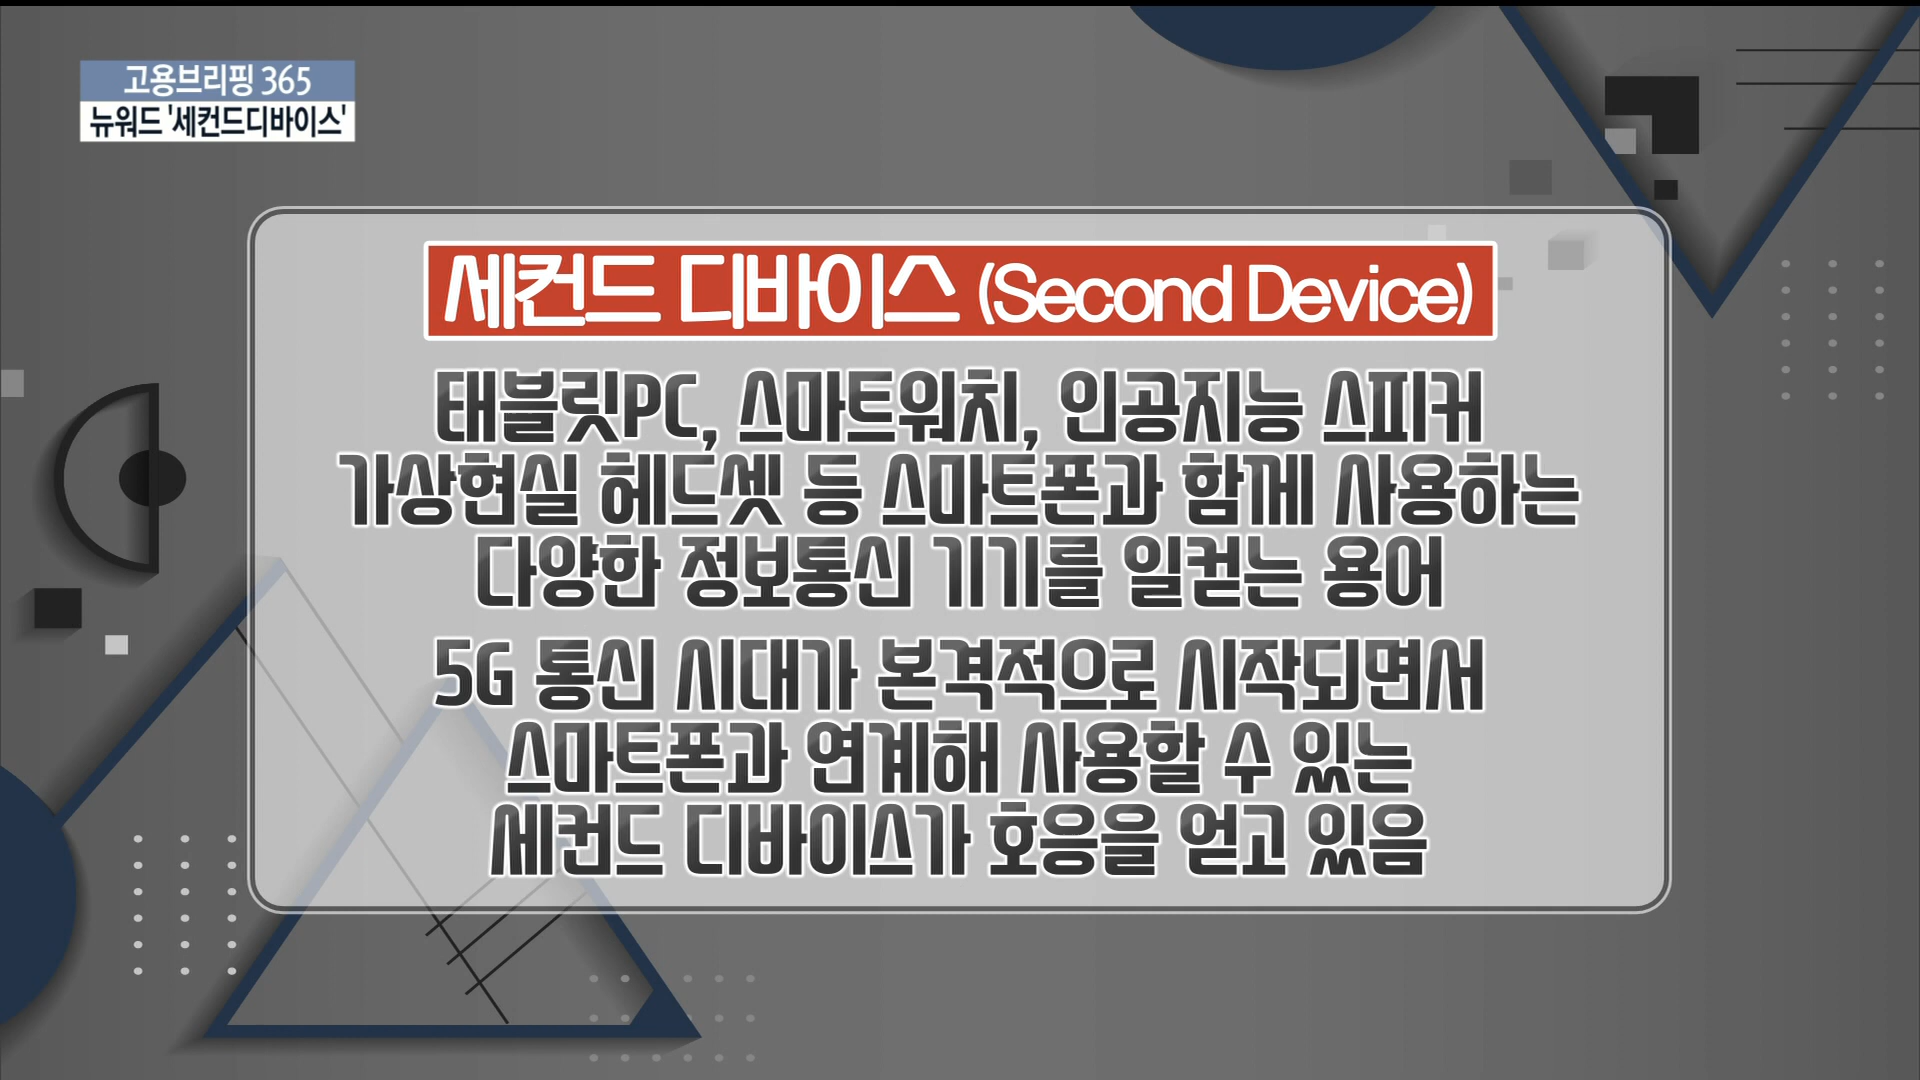 고용브리핑 365
뉴워드 '세컨드디바이스'
세컨드 디바이스 (Second Device)
태블릿PC, 스마트워치, 인공지능 스피커
가상현실 헤드셋 등 스마트폰과 함께 사용하는
다양한 정보통신 기기를 일컫는 용어
5G 통신 시대가 본격적으로 시작되면서
스마트폰과 연계해 사용할 수 있는
세컨드 디바이스가 호응을 얻고 있음